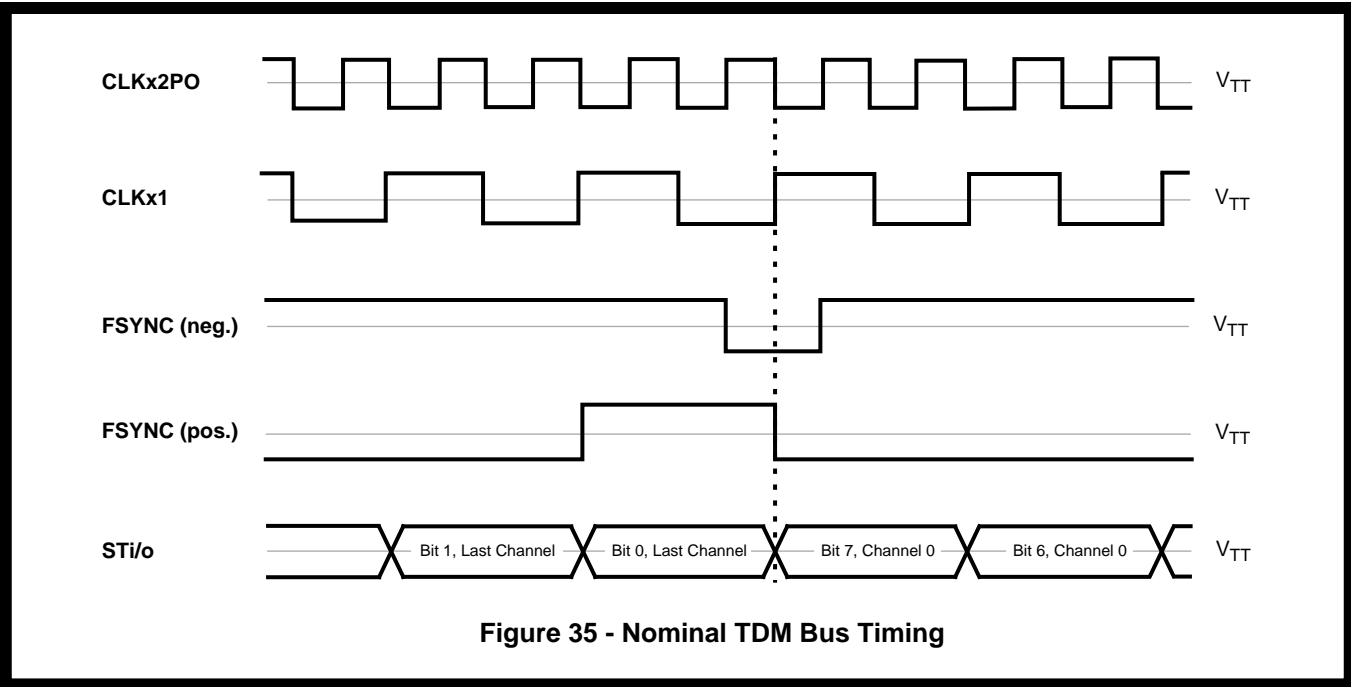 CLKx2PO VTT
CLKx1 VTT
FSYNC (neg.) VTT
FSYNC (pos.) VTT
STi/o Bit 1, Last Channel Bit 0, Last Channel Bit 7, Channel 0 Bit 6, Channel 0 VTT
Figure 35 - Nominal TDM Bus Timing